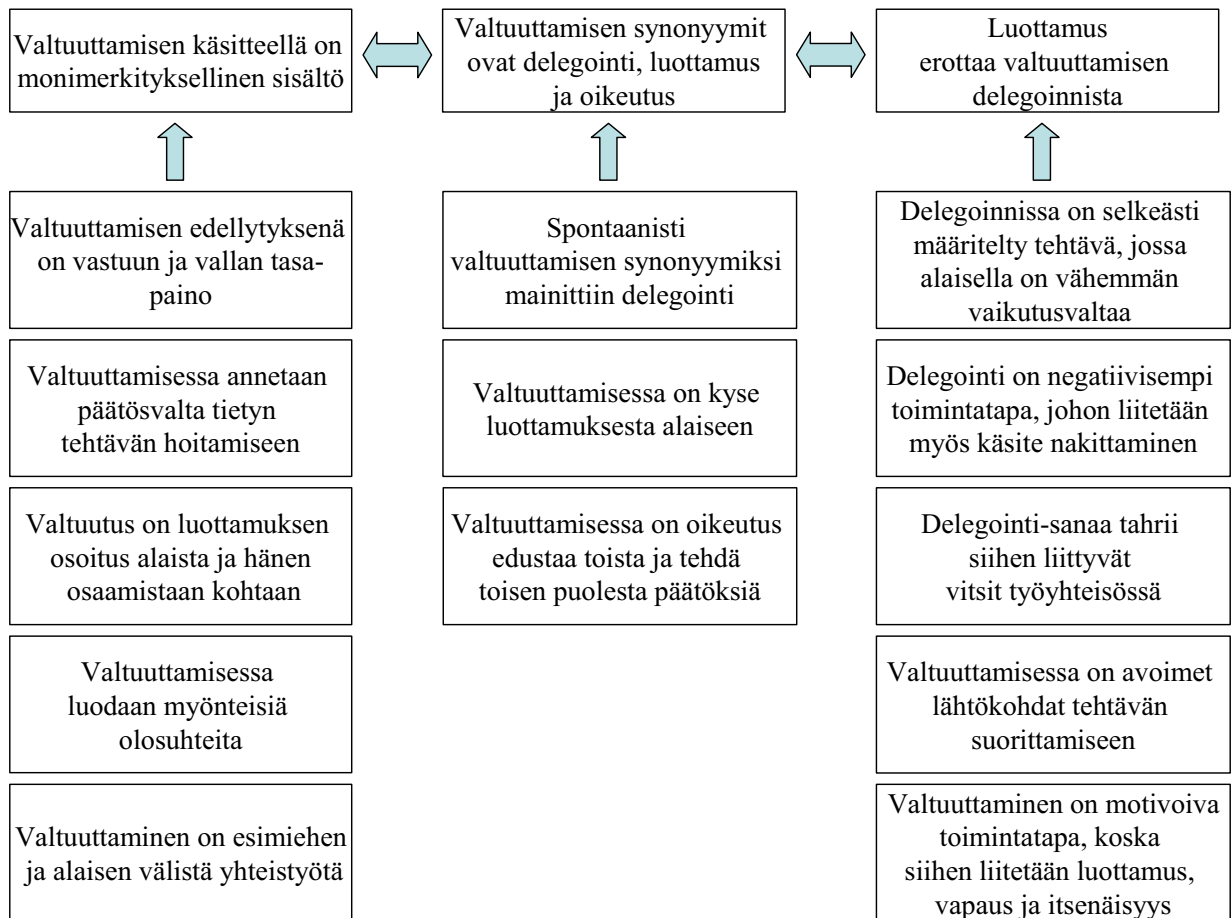 Valtuuttamisen käsitteellä on
monimerkityksellinen sisältö
Valtuuttamisen synonyymit
ovat delegointi, luottamus
ja oikeutus
Luottamus
erottaa valtuuttamisen
delegoinnista
Valtuuttamisen edellytyksenä
on vastuun ja vallan tasa-
paino
Valtuuttamisessa annetaan
päätösvalta tietyn
tehtävän hoitamiseen
Valtuutus on luottamuksen
osoitus alaista ja hänen
osaamistaan kohtaan
Valtuuttamisessa
luodaan myönteisiä
olosuhteita
Valtuuttaminen on esimiehen
ja alaisen välistä yhteistyötä
Spontaanisti
valtuuttamisen synonyymiksi
mainittiin delegointi
Valtuuttamisessa on kyse
luottamuksesta alaiseen
Valtuuttamisessa on oikeutus
edustaa toista ja tehdä
toisen puolesta päätöksiä
Delegoinnissa on selkeästi
määritelty tehtävä, jossa
alaisella on vähemmän
vaikutusvaltaa
Delegointi on negatiivisempi
toimintatapa, johon liitetään
myös käsite nakittaminen
Delegointi-sanaa tahrii
siihen liittyvät
vitsit työyhteisössä
Valtuuttamisessa on avoimet
lähtökohdat tehtävän
suorittamiseen
Valtuuttaminen on motivoiva
toimintatapa, koska
siihen liitetään luottamus,
vapaus ja itsenäisyys